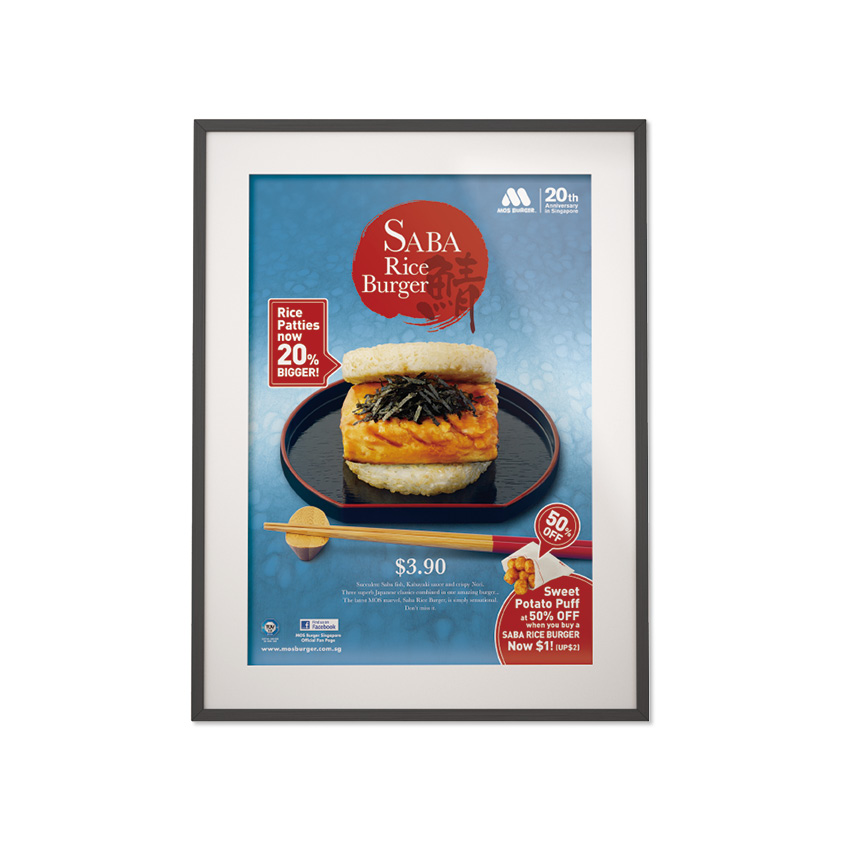 MOS BURGER
20th
Anniversary
in Singapore
SABA
Rice
Burger
鯖
Rice
Patties
now
20%
BIGGER!
50%
OFF
$3.90
Succulent Saba fish, Kabayaki sauce and crispy Nori.
Three superb Japanese classics combined in one amazing burger...
The latest MOS marvel, Saba Rice Burger, is simply sensational.
Don't miss it.
Sweet
Potato Puff
at 50% OFF
when you buy a
SABA RICE BURGER
Now $1! (UP$2)
Find us on
Facebook
MOS Burger Singapore
Official Fan Page
www.mosburger.com.sg